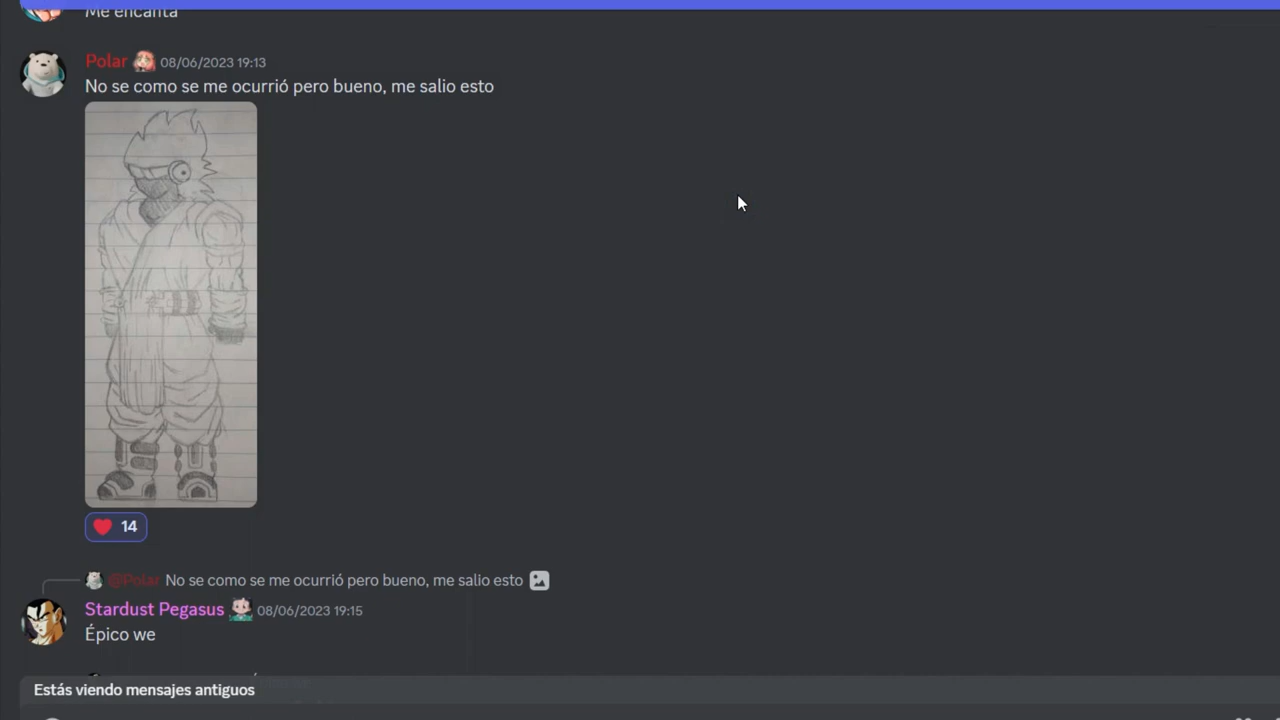 Me encanta
Polar 08/06/2023 19:13
No se como se me ocurrió pero bueno, me salio esto
14
@Polar No se como se me ocurrió pero bueno, me salio esto
Stardust Pegasus 08/06/2023 19:15
Épico we
Estás viendo mensajes antiguos